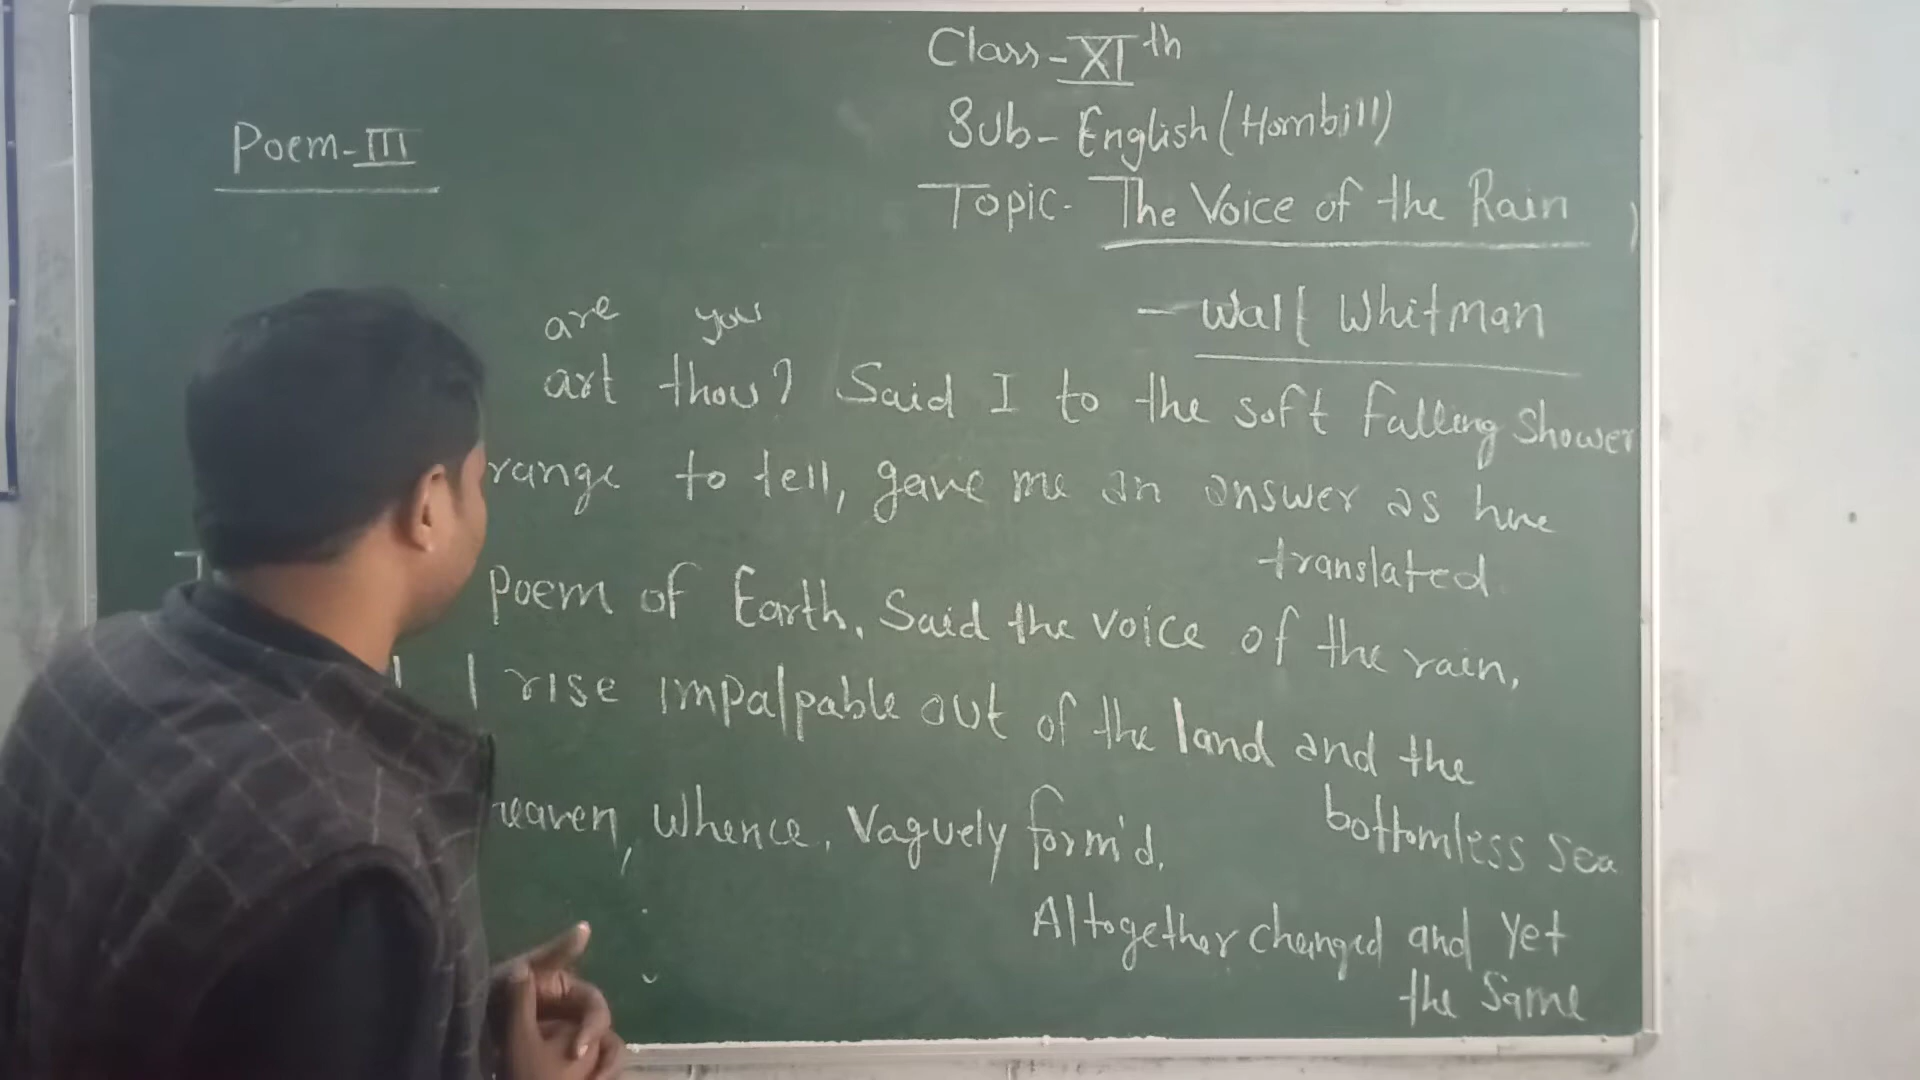 Class-XIth
Sub- English (Hornbill)
Poem-III
Topic- The Voice of the Rain
- Walt Whitman
are you
art thou? Said I to the soft falling Shower
range to tell, gave me an answer as here
translated.
Poem of Earth, Said the voice of the rain,
I rise impalpable out of the land and the
bottomless Sea
heaven, whence, Vaguely form'd,
Altogether changed and yet
the Same